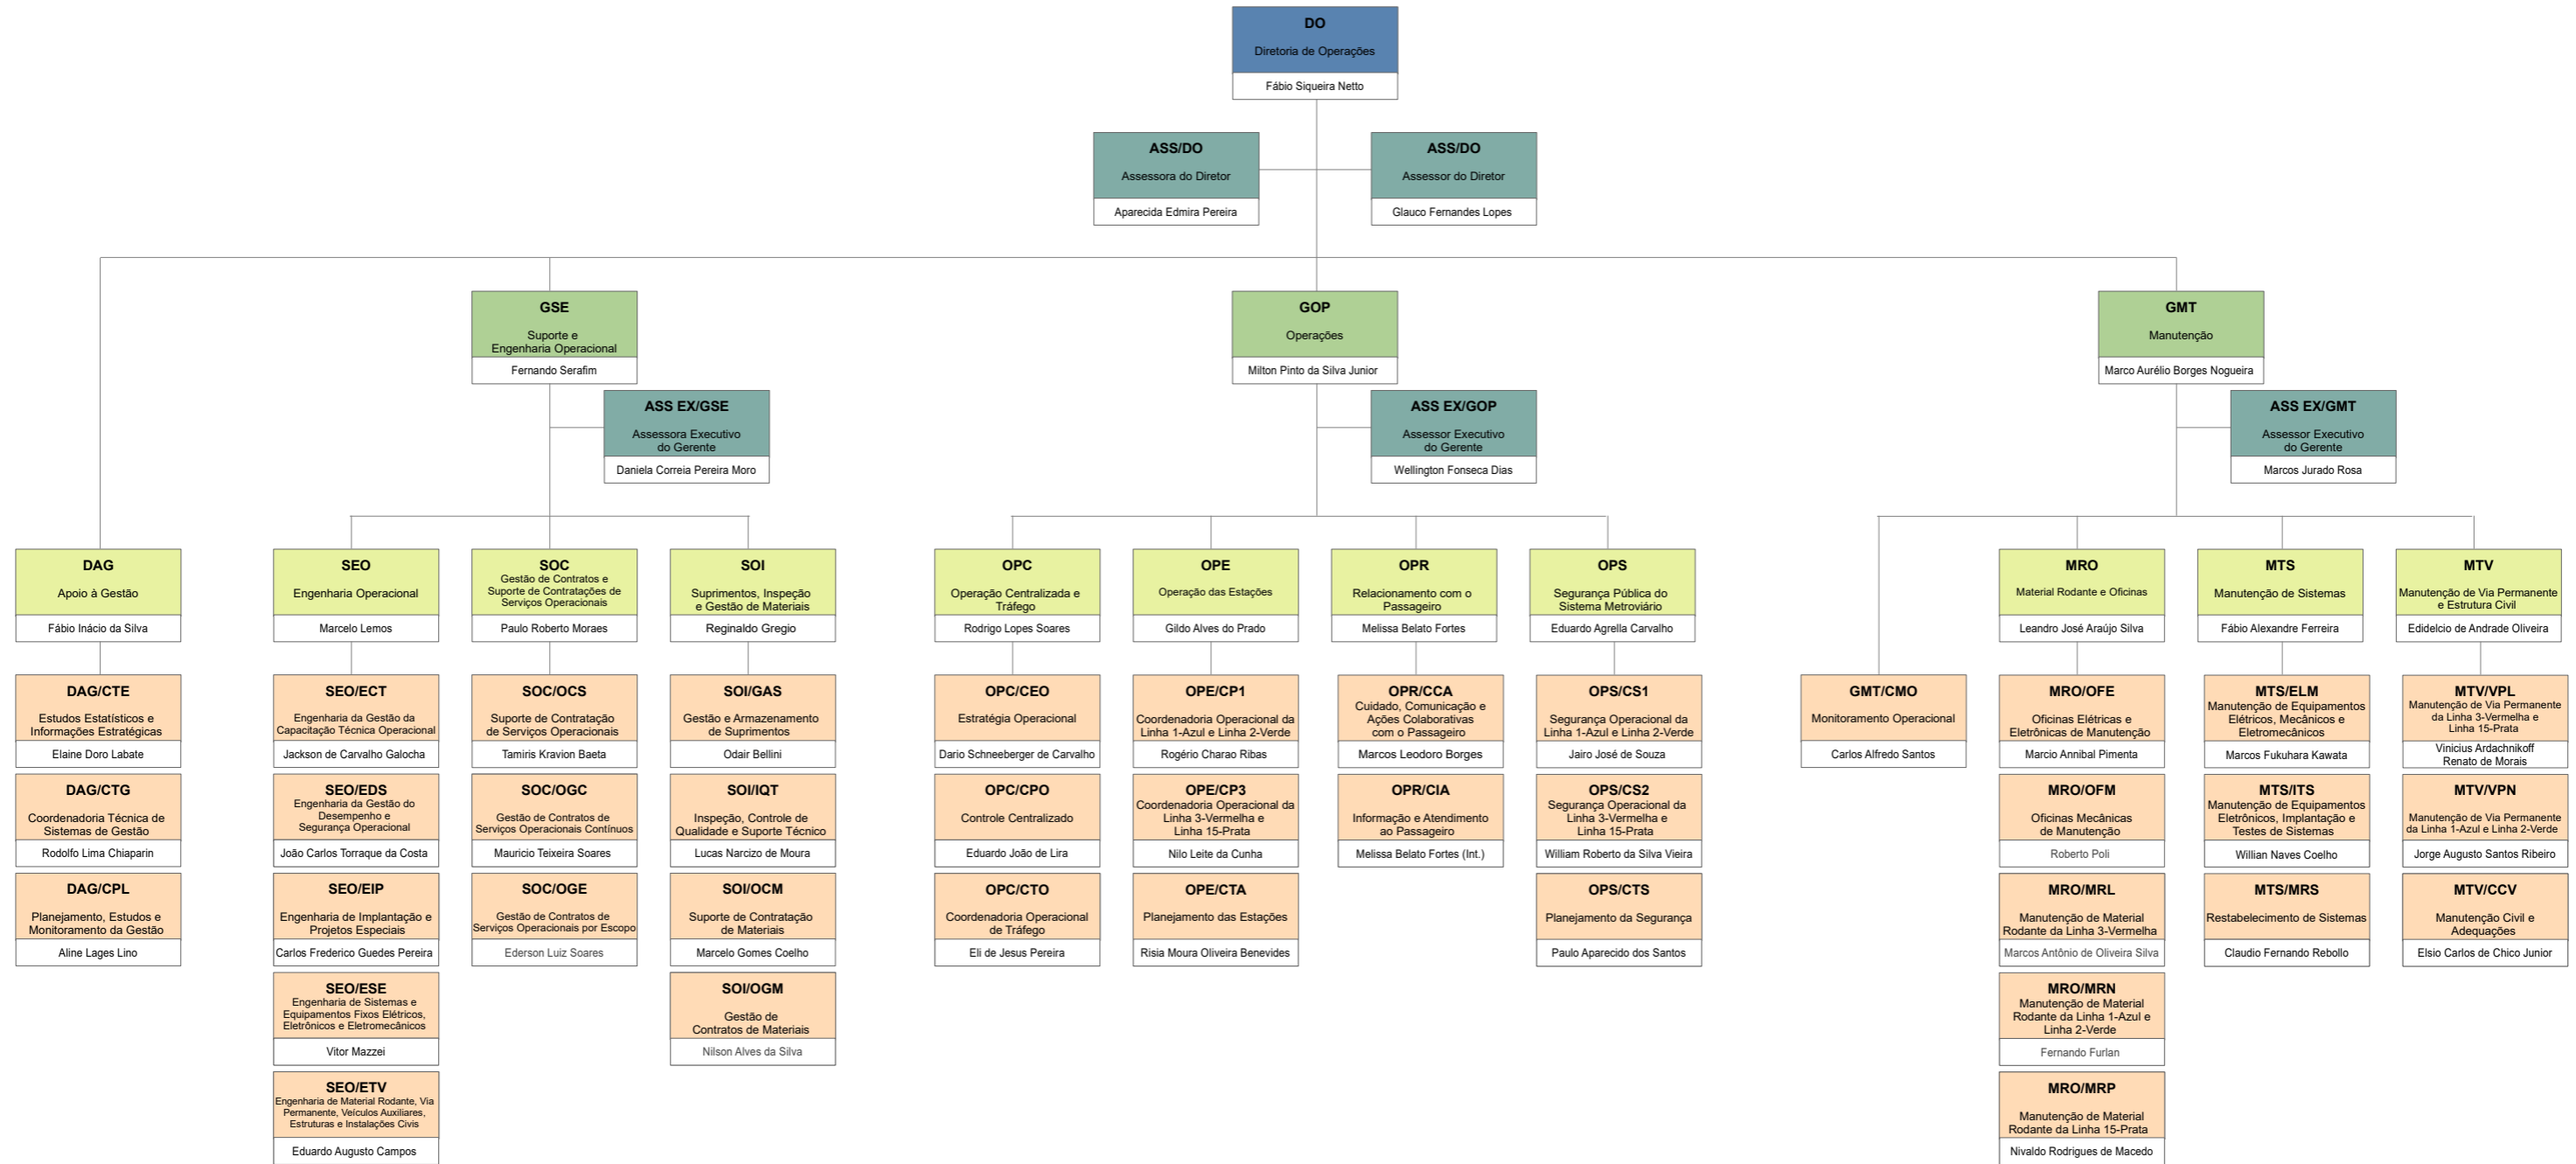 DO
Diretoria de Operações
Fábio Siqueira Netto
ASS/DO
Assessora do Diretor
Aparecida Edmira Pereira
ASS/DO
Assessor do Diretor
Glauco Fernandes Lopes
GSE
Suporte e
Engenharia Operacional
Fernando Serafim
GOP
Operações
Milton Pinto da Silva Junior
GMT
Manutenção
Marco Aurélio Borges Nogueira
ASS EX/GSE
Assessora Executivo
do Gerente
Daniela Correia Pereira Moro
ASS EX/GOP
Assessor Executivo
do Gerente
Wellington Fonseca Dias
ASS EX/GMT
Assessor Executivo
do Gerente
Marcos Jurado Rosa
DAG
Apoio à Gestão
Fábio Inácio da Silva
DAG/CTE
Estudos Estatísticos e
Informações Estratégicas
Elaine Doro Labate
DAG/CTG
Coordenadoria Técnica de
Sistemas de Gestão
Rodolfo Lima Chiaparin
DAG/CPL
Planejamento, Estudos e
Monitoramento da Gestão
Aline Lages Lino
SEO
Engenharia Operacional
Marcelo Lemos
SEO/ECT
Engenharia da Gestão da
Capacitação Técnica Operacional
Jackson de Carvalho Galocha
SEO/EDS
Engenharia da Gestão do
Desempenho e
Segurança Operacional
João Carlos Torraque da Costa
SEO/EIP
Engenharia de Implantação e
Projetos Especiais
Carlos Frederico Guedes Pereira
SEO/ESE
Engenharia de Sistemas e
Equipamentos Fixos Elétricos,
Eletrônicos e Eletromecânicos
Vitor Mazzei
SEO/ETV
Engenharia de Material Rodante, Via
Permanente, Veículos Auxiliares,
Estruturas e Instalações Civis
Eduardo Augusto Campos
SOC
Gestão de Contratos e
Suporte de Contratações de
Serviços Operacionais
Paulo Roberto Moraes
SOC/OCS
Suporte de Contratação
de Serviços Operacionais
Tamiris Kravion Baeta
SOC/OGC
Gestão de Contratos de
Serviços Operacionais Contínuos
Mauricio Teixeira Soares
SOC/OGE
Gestão de Contratos de
Serviços Operacionais por Escopo
Ederson Luiz Soares
SOI
Suprimentos, Inspeção
e Gestão de Materiais
Reginaldo Gregio
SOI/GAS
Gestão e Armazenamento
de Suprimentos
Odair Bellini
SOI/IQT
Inspeção, Controle de
Qualidade e Suporte Técnico
Lucas Narcizo de Moura
SOI/OCM
Suporte de Contratação
de Materiais
Marcelo Gomes Coelho
SOI/OGM
Gestão de
Contratos de Materiais
Nilson Alves da Silva
OPC
Operação Centralizada e
Tráfego
Rodrigo Lopes Soares
OPC/CEO
Estratégia Operacional
Dario Schneeberger de Carvalho
OPC/CPO
Controle Centralizado
Eduardo João de Lira
OPC/CTO
Coordenadoria Operacional
de Tráfego
Eli de Jesus Pereira
OPE
Operação das Estações
Gildo Alves do Prado
OPE/CP1
Coordenadoria Operacional da
Linha 1-Azul e Linha 2-Verde
Rogério Charao Ribas
OPE/CP3
Coordenadoria Operacional da
Linha 3-Vermelha e
Linha 15-Prata
Nilo Leite da Cunha
OPE/CTA
Planejamento das Estações
Risia Moura Oliveira Benevides
OPR
Relacionamento com o
Passageiro
Melissa Belato Fortes
OPR/CCA
Cuidado, Comunicação e
Ações Colaborativas
com o Passageiro
Marcos Leodoro Borges
OPR/CIA
Informação e Atendimento
ao Passageiro
Melissa Belato Fortes (Int.)
OPS
Segurança Pública do
Sistema Metroviário
Eduardo Agrella Carvalho
OPS/CS1
Segurança Operacional da
Linha 1-Azul e Linha 2-Verde
Jairo José de Souza
OPS/CS2
Segurança Operacional da
Linha 3-Vermelha e
Linha 15-Prata
William Roberto da Silva Vieira
OPS/CTS
Planejamento da Segurança
Paulo Aparecido dos Santos
GMT/CMO
Monitoramento Operacional
Carlos Alfredo Santos
MRO
Material Rodante e Oficinas
Leandro José Araújo Silva
MRO/OFE
Oficinas Elétricas e
Eletrônicas de Manutenção
Marcio Annibal Pimenta
MRO/OFM
Oficinas Mecânicas
de Manutenção
Roberto Poli
MRO/MRL
Manutenção de Material
Rodante da Linha 3-Vermelha
Marcos Antônio de Oliveira Silva
MRO/MRN
Manutenção de Material
Rodante da Linha 1-Azul e
Linha 2-Verde
Fernando Furlan
MRO/MRP
Manutenção de Material
Rodante da Linha 15-Prata
Nivaldo Rodrigues de Macedo
MTS
Manutenção de Sistemas
Fábio Alexandre Ferreira
MTS/ELM
Manutenção de Equipamentos
Elétricos, Mecânicos e
Eletromecânicos
Marcos Fukuhara Kawata
MTS/ITS
Manutenção de Equipamentos
Eletrônicos, Implantação e
Testes de Sistemas
Willian Naves Coelho
MTS/MRS
Restabelecimento de Sistemas
Claudio Fernando Rebollo
MTV
Manutenção de Via Permanente
e Estrutura Civil
Edidelcio de Andrade Oliveira
MTV/VPL
Manutenção de Via Permanente
da Linha 3-Vermelha e
Linha 15-Prata
Vinicius Ardachnikoff
Renato de Morais
MTV/VPN
Manutenção de Via Permanente
da Linha 1-Azul e Linha 2-Verde
Jorge Augusto Santos Ribeiro
MTV/CCV
Manutenção Civil e
Adequações
Elsio Carlos de Chico Junior